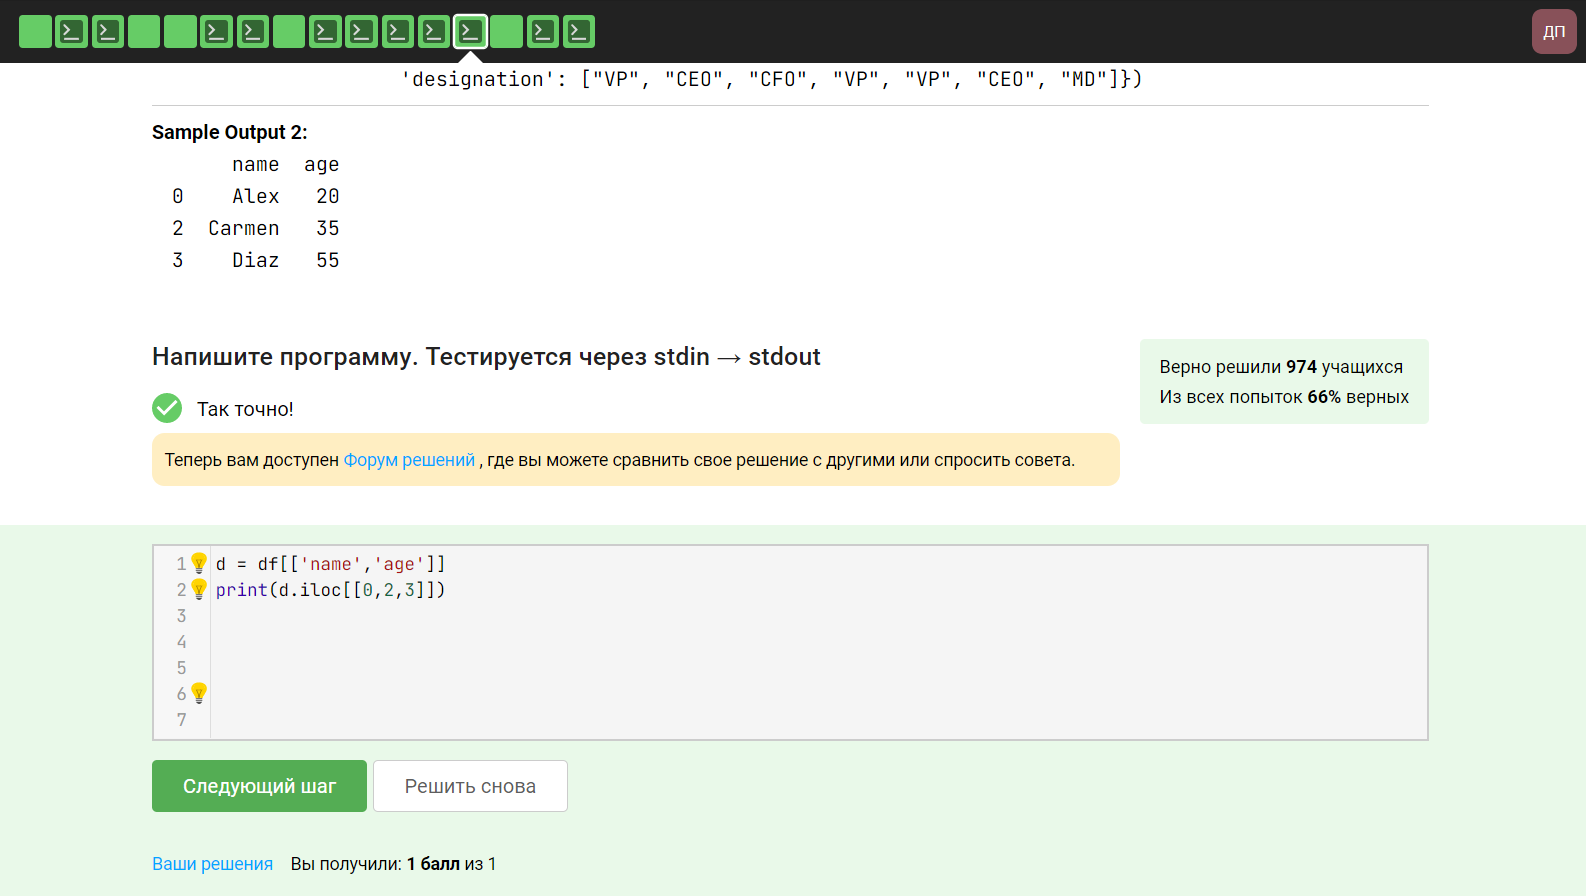 ДП
'designation': ["VP", "CEO", "CFO", "VP", "VP", "CEO", "MD"]})
Sample Output 2:
name age
0 Alex 20
2 Carmen 35
3 Diaz 55
Напишите программу. Тестируется через stdin → stdout
Верно решили 974 учащихся
Из всех попыток 66% верных
Так точно!
Теперь вам доступен Форум решений , где вы можете сравнить свое решение с другими или спросить совета.
1 d = df[['name','age']]
2 print(d.iloc[[0,2,3]])
3
4
5
6
7
Следующий шаг
Решить снова
Ваши решения Вы получили: 1 балл из 1